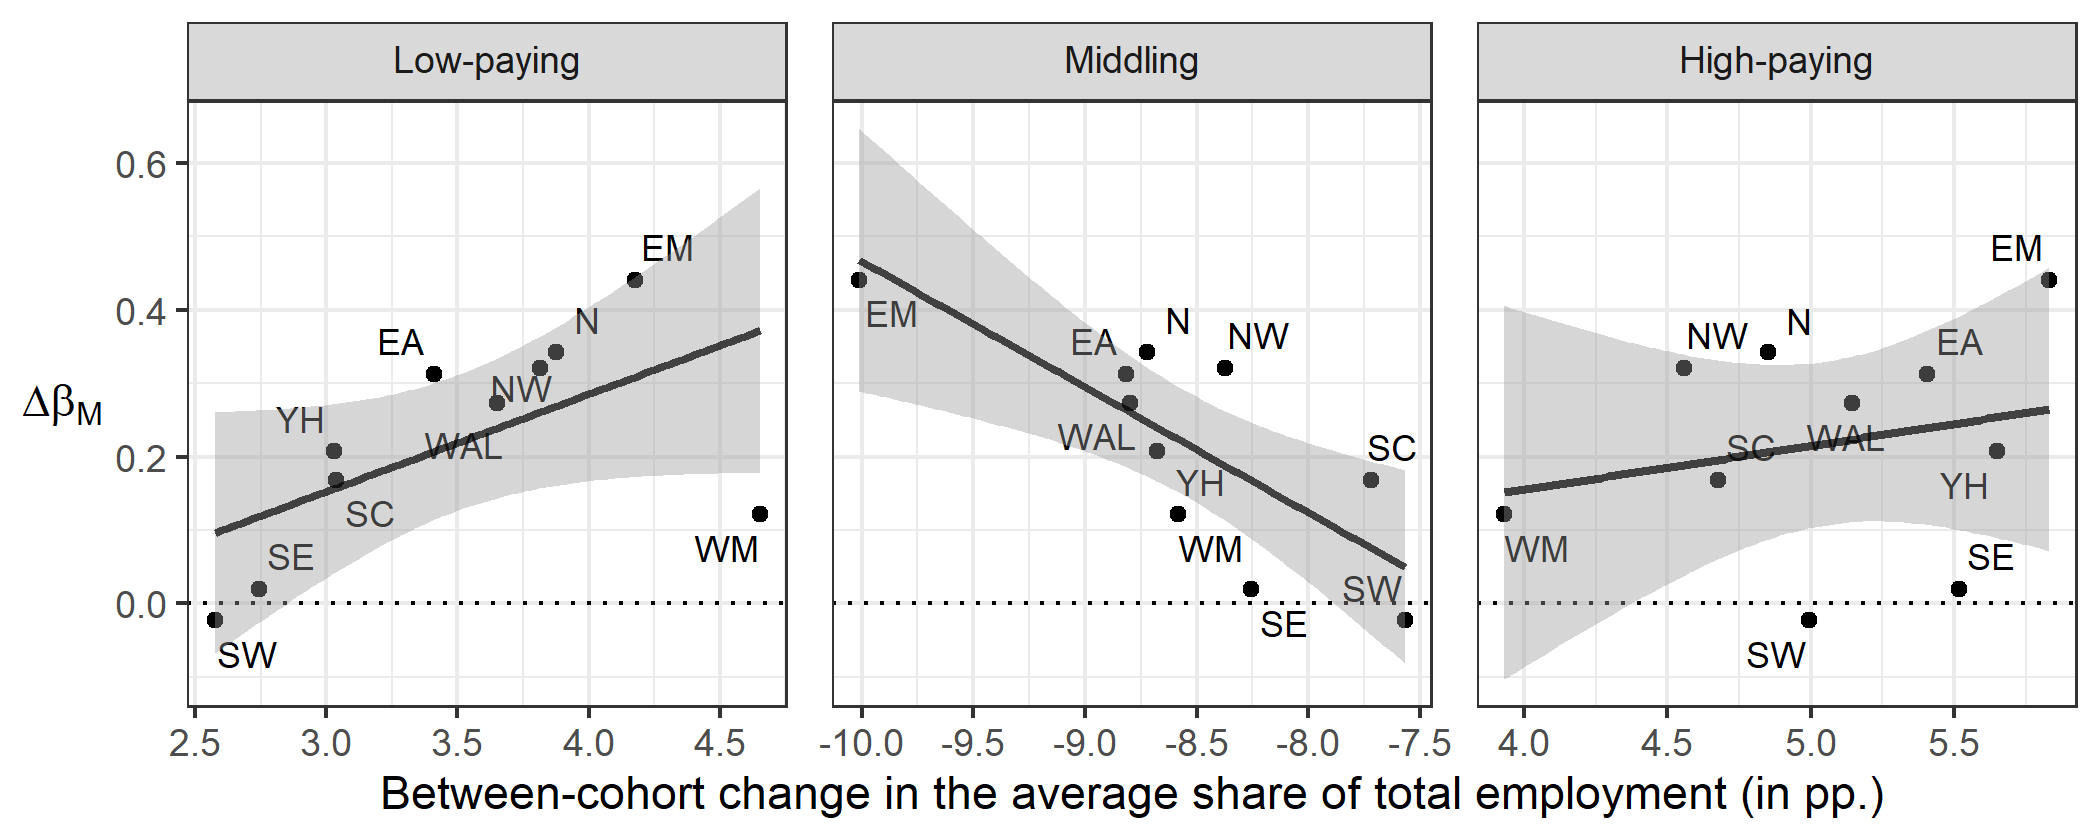 Low-paying Middling High-paying
0.6
EM EM
N N NW NW N
EA EM EA EA
0.4
ΔβM
NW
YH WAL WAL SC SC WAL
0.2
SC YH YH
SE WM WM WM SE
SW
0.0
SE
SW SW
2.5 3.0 3.5 4.0 4.5 -10.0 -9.5 -9.0 -8.5 -8.0 -7.5 4.0 4.5 5.0 5.5
Between-cohort change in the average share of total employment (in pp.)